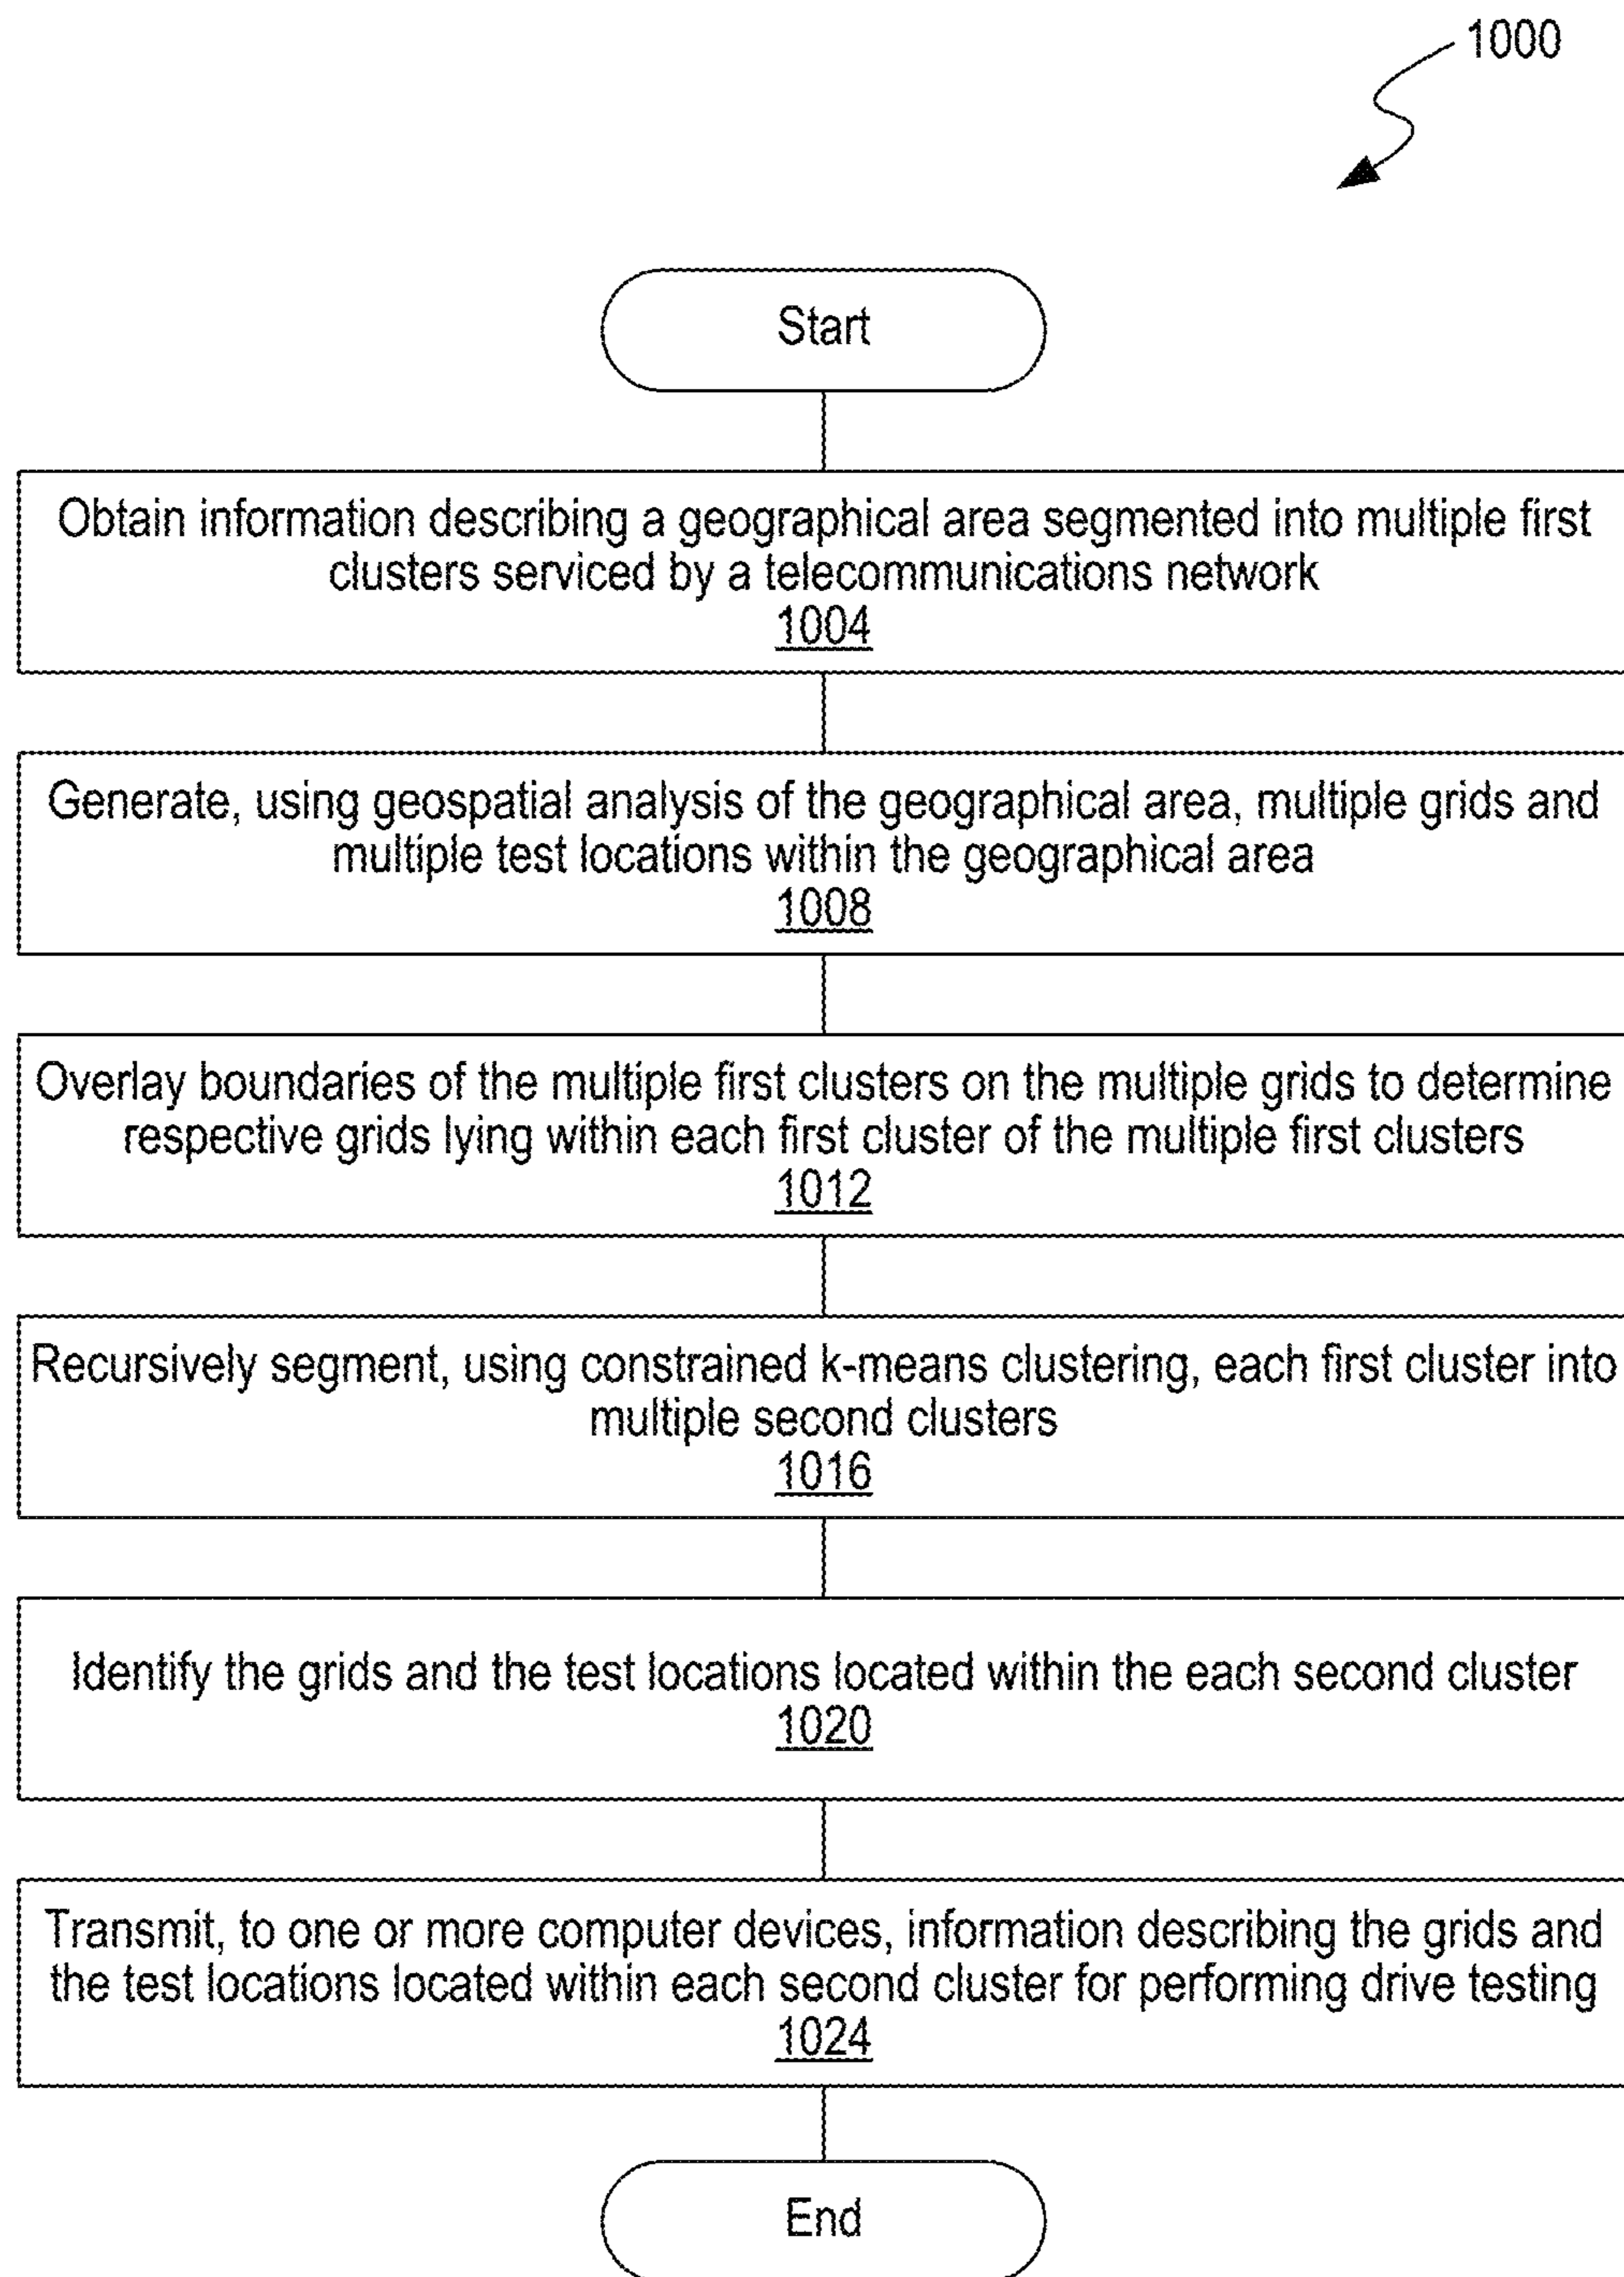 1000
Start
Obtain information describing a geographical area segmented into multiple first
clusters serviced by a telecommunications network
1004
Generate, using geospatial analysis of the geographical area, multiple grids and
multiple test locations within the geographical area
1008
Overlay boundaries of the multiple first clusters on the multiple grids to determine
respective grids lying within each first cluster of the multiple first clusters
1012
Recursively segment, using constrained k-means clustering, each first cluster into
multiple second clusters
1016
Identify the grids and the test locations located within the each second cluster
1020
Transmit, to one or more computer devices, information describing the grids and
the test locations located within each second cluster for performing drive testing
1024
End